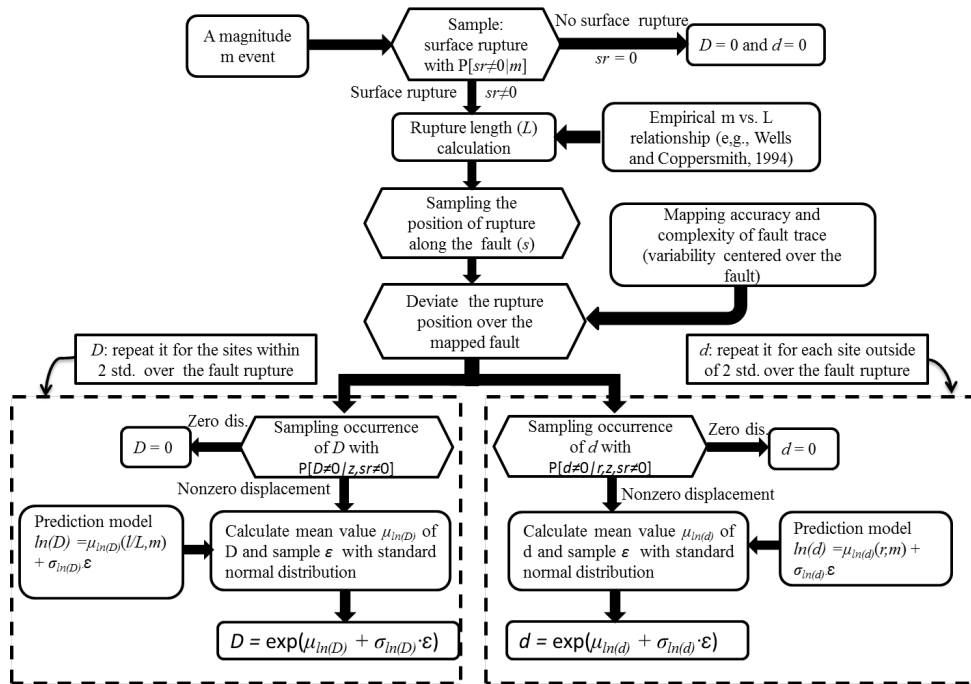 A magnitude
m event
Sample:
surface rupture
with P[sr≠0|m]
No surface rupture
sr = 0
D = 0 and d = 0
Surface rupture sr≠0
Rupture length (L)
calculation
Empirical m vs. L
relationship (e,g., Wells
and Coppersmith, 1994)
Sampling the
position of rupture
along the fault (s)
Mapping accuracy and
complexity of fault trace
(variability centered over the
fault)
Deviate the rupture
position over the
mapped fault
D: repeat it for the sites within
2 std. over the fault rupture
d: repeat it for each site outside
of 2 std. over the fault rupture
D = 0
Zero dis.
Sampling occurrence
of D with
P[D≠0|z,sr≠0]
Nonzero displacement
Prediction model
ln(D) =μln(D)(l/L,m)
+ σln(D).ε
Calculate mean value μln(D) of
D and sample ε with standard
normal distribution
D = exp(μln(D) + σln(D)·ε)
Sampling occurrence
of d with
P[d≠0|r,z,sr≠0]
Zero dis.
d = 0
Nonzero displacement
Calculate mean value μln(d) of
d and sample ε with standard
normal distribution
Prediction model
ln(d) =μln(d)(r,m) +
σln(d).ε
d = exp(μln(d) + σln(d)·ε)